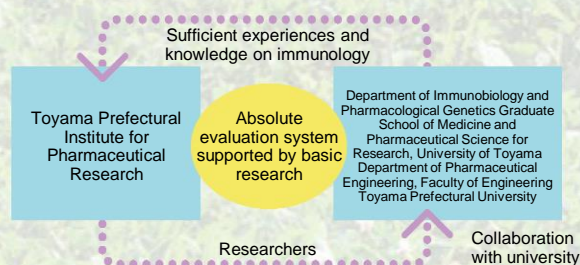 Sufficient experiences and
knowledge on immunology
Toyama Prefectural
Institute for
Pharmaceutical
Research
Absolute
evaluation system
supported by basic
research
Department of Immunobiology and
Pharmacological Genetics Graduate
School of Medicine and
Pharmaceutical Science for
Research, University of Toyama
Department of Pharmaceutical
Engineering, Faculty of Engineering
Toyama Prefectural University
Researchers
Collaboration
with university